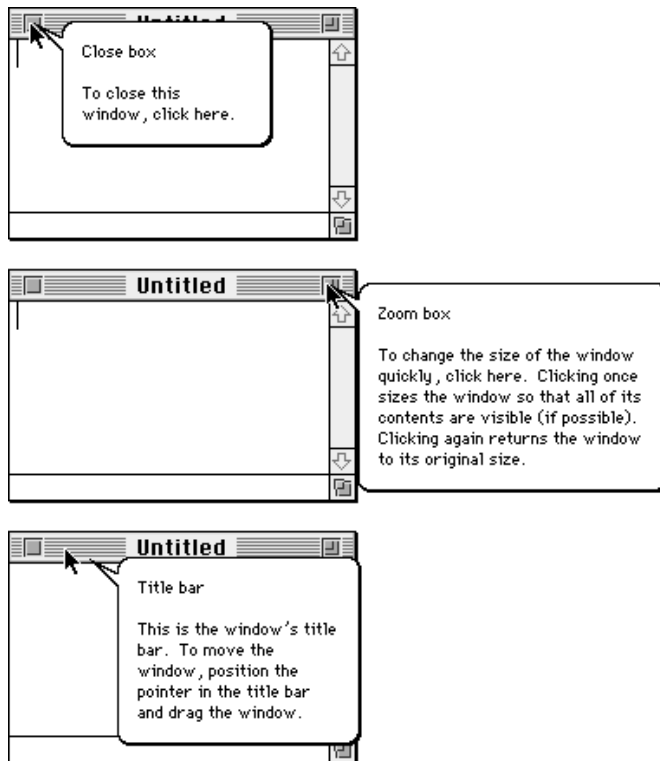 Untitled
Close box
To close this
window, click here.
Untitled
Zoom box
To change the size of the window
quickly, click here. Clicking once
sizes the window so that all of its
contents are visible (if possible).
Clicking again returns the window
to its original size.
Untitled
Title bar
This is the window's title
bar. To move the
window, position the
pointer in the title bar
and drag the window.